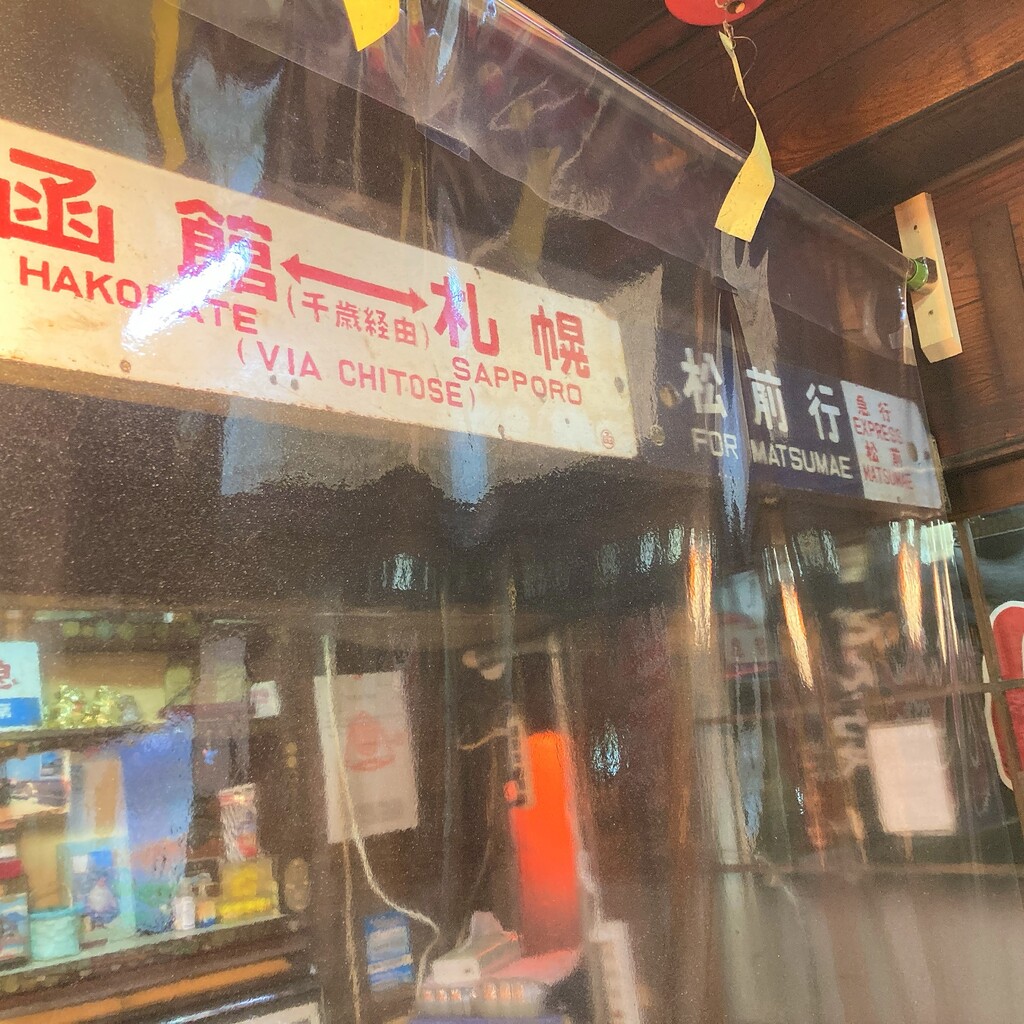 函館⟷札幌
HAKODATE (千歳経由) SAPPORO
(VIA CHITOSE)
函
松前行
FOR MATSUMAE
急行
EXPRESS
松前
MATSUMAE